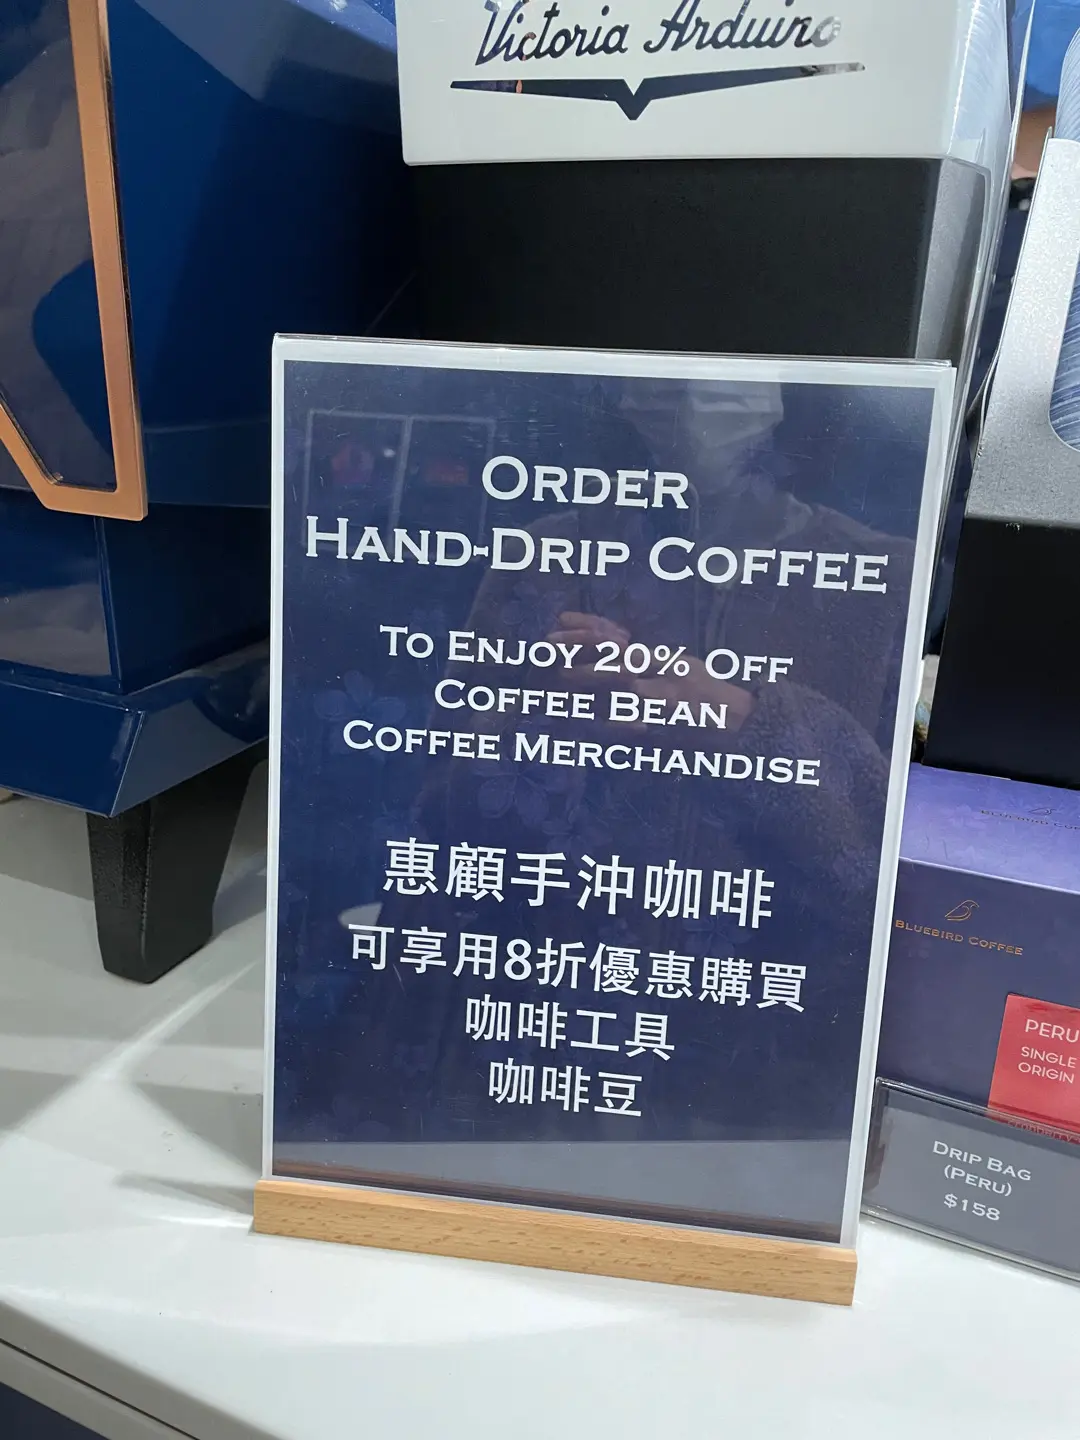 Victoria Arduino
ORDER
HAND-DRIP COFFEE
TO ENJOY 20% OFF
COFFEE BEAN
COFFEE MERCHANDISE
惠顧手沖咖啡
可享用8折優惠購買
咖啡工具
咖啡豆
BLUEBIRD
BLUEBIRD COFFEE
PERU
SINGLE
ORIGIN
DRIP BAG
(PERU)
$158